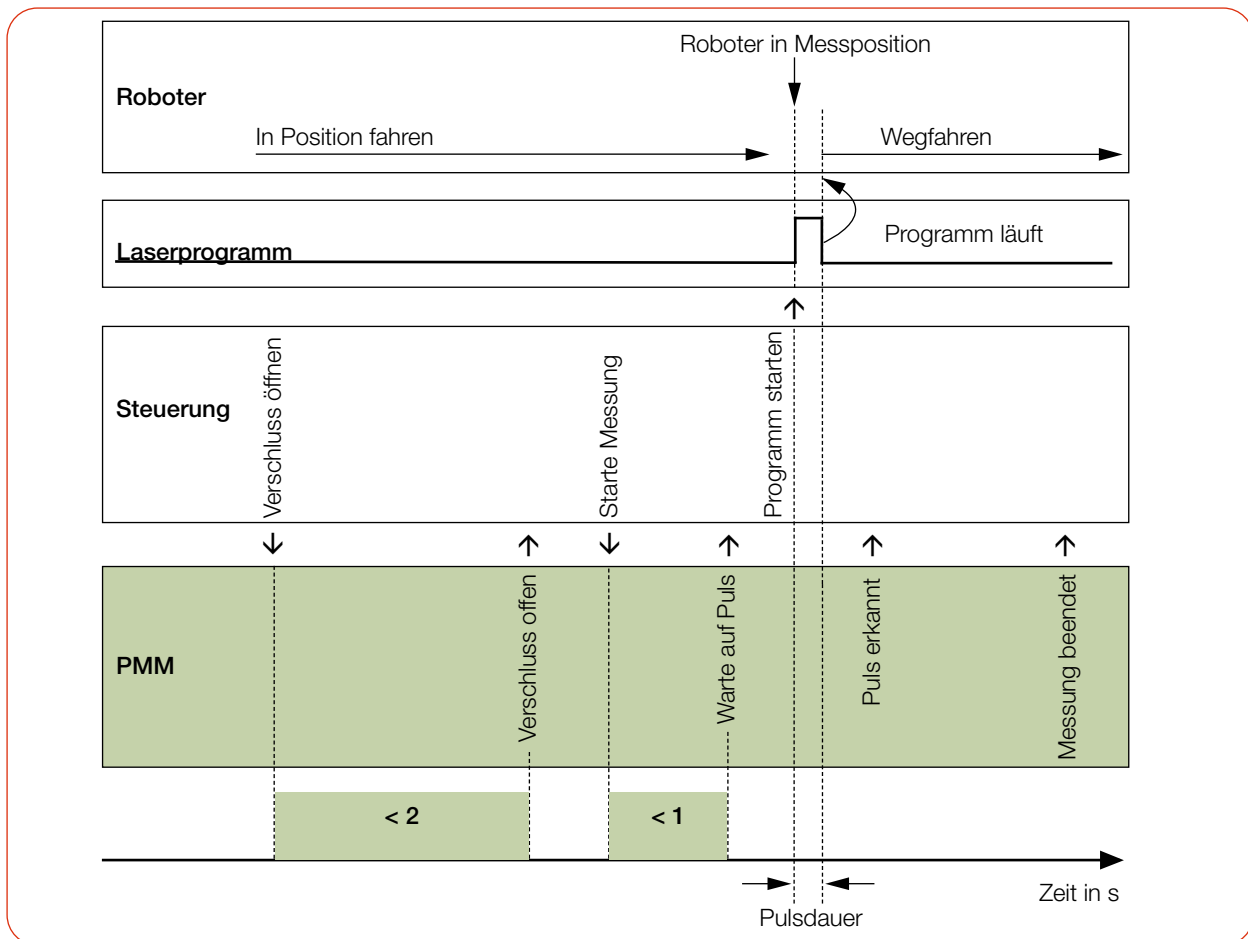 Roboter in Messposition
Roboter
In Position fahren
Wegfahren
Laserprogramm
Programm läuft
Steuerung
Verschluss öffnen
Starte Messung
Programm starten
PMM
Verschluss offen
Warte auf Puls
Puls erkannt
Messung beendet
< 2
< 1
Zeit in s
Pulsdauer